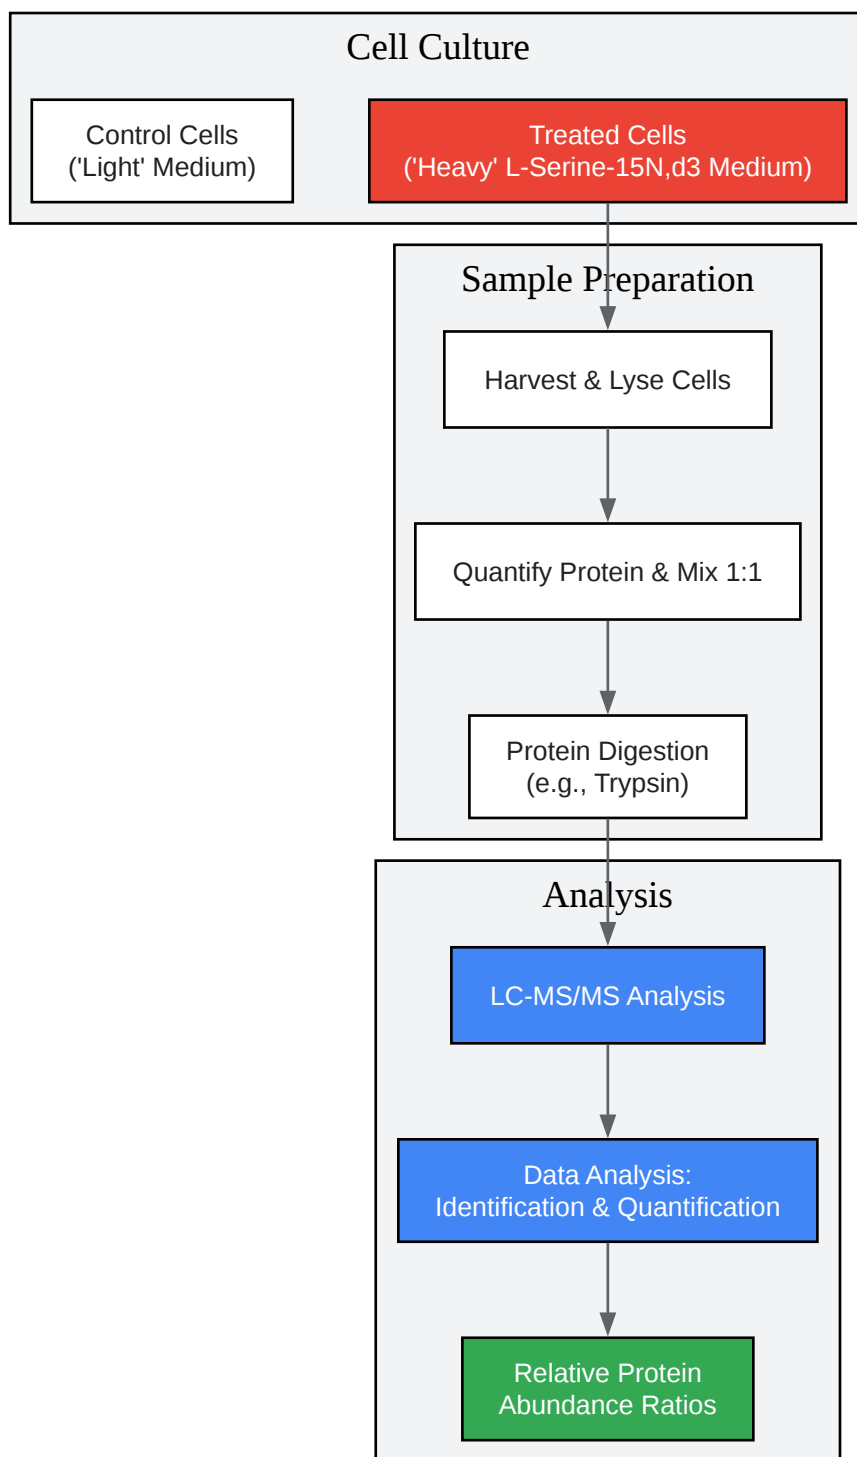 Cell Culture
Control Cells
('Light' Medium)
Treated Cells
('Heavy' L-Serine-15N,d3 Medium)
Sample Preparation
Harvest & Lyse Cells
Quantify Protein & Mix 1:1
Protein Digestion
(e.g., Trypsin)
Analysis
LC-MS/MS Analysis
Data Analysis:
Identification & Quantification
Relative Protein
Abundance Ratios